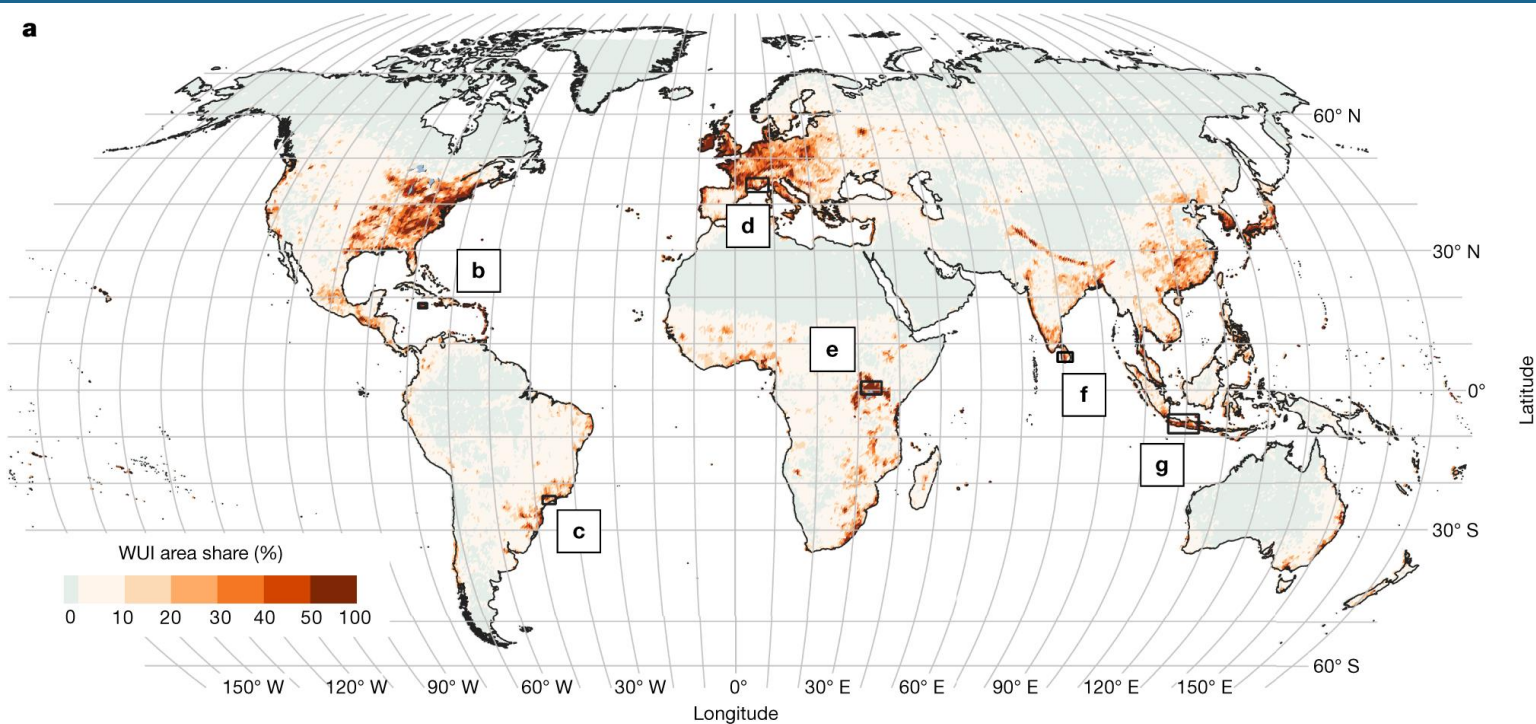 a
60° N
d
30° N
b
e
f
0°
Latitude
g
c
30° S
WUI area share (%)
0 10 20 30 40 50 100
60° S
150° W 120° W 90° W 60° W 30° W 0° 30° E 60° E 90° E 120° E 150° E
Longitude